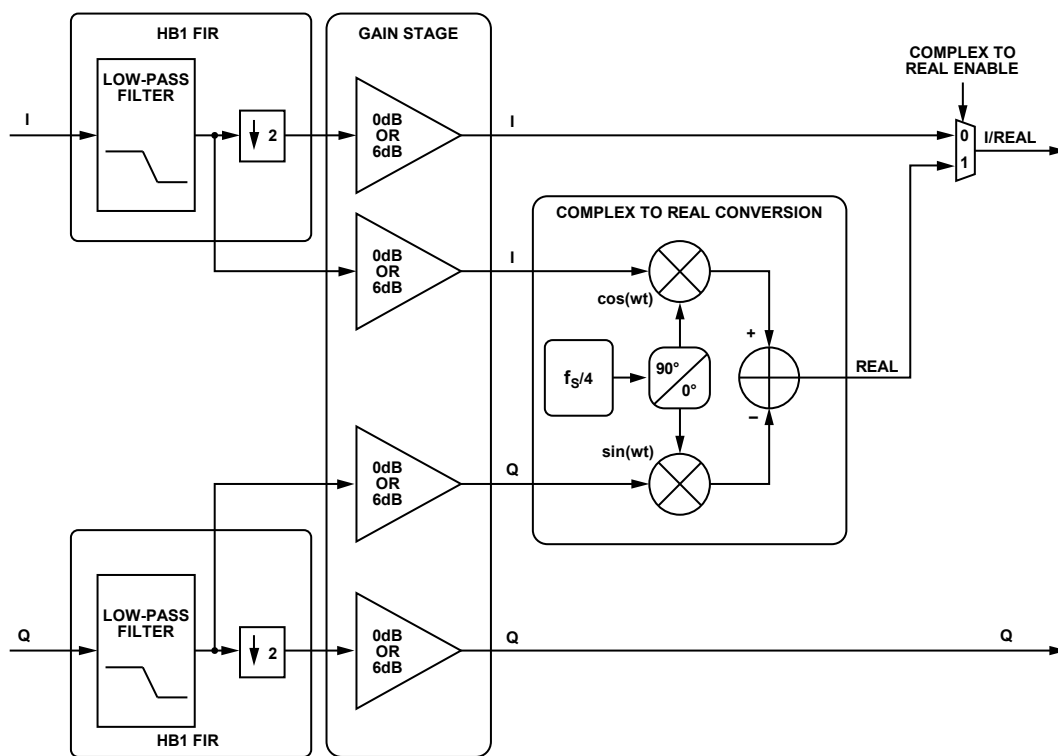 HB1 FIR
GAIN STAGE
COMPLEX TO
REAL ENABLE
LOW-PASS
FILTER
I
2
0dB
OR
6dB
I
0
1
I/REAL
COMPLEX TO REAL CONVERSION
0dB
OR
6dB
I
cos(wt)
+
fS/4
90°
0°
REAL
–
sin(wt)
0dB
OR
6dB
Q
LOW-PASS
FILTER
Q
2
0dB
OR
6dB
Q
Q
HB1 FIR